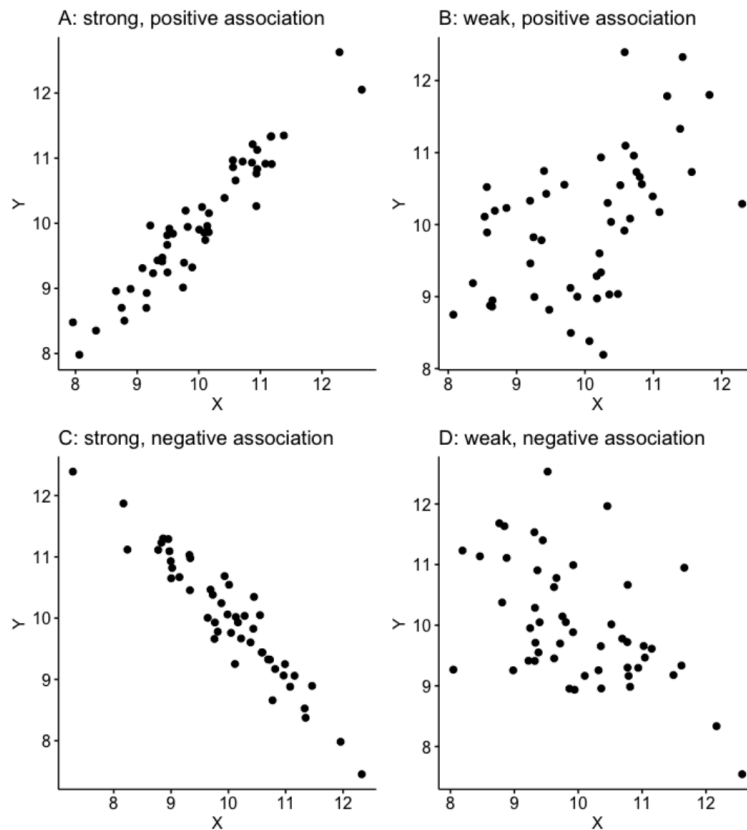 A: strong, positive association
12
11
10
9
8
Y
8 9 10 11 12
X
B: weak, positive association
12
11
10
9
8
Y
8 9 10 11 12
X
C: strong, negative association
12
11
10
9
8
Y
8 9 10 11 12
X
D: weak, negative association
12
11
10
9
8
Y
8 9 10 11 12
X